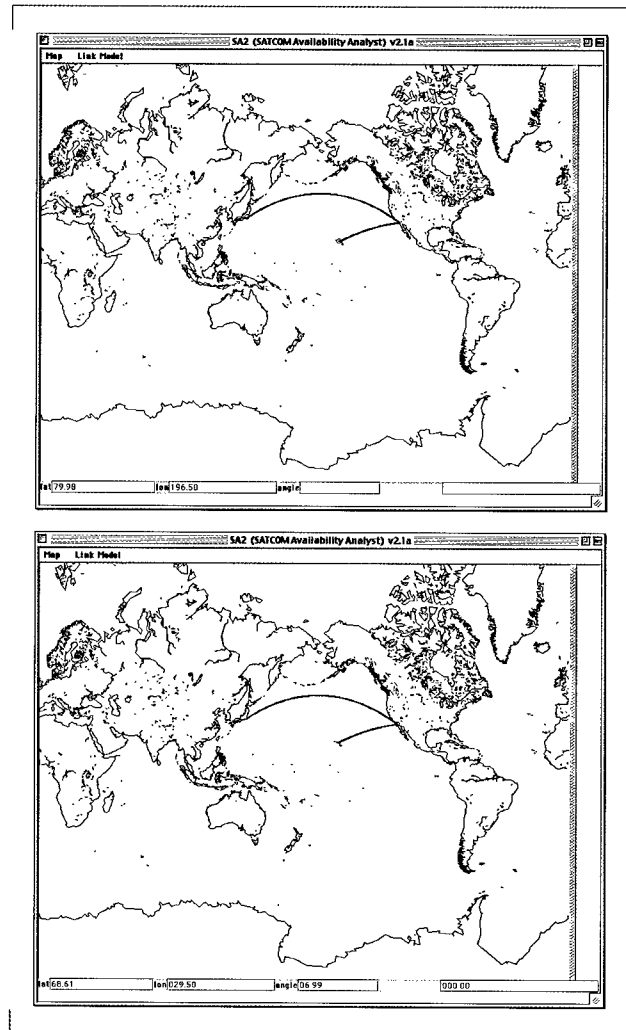 SA2 (SATCOM Availability Analyst) v2.1a
Map Link Model
lat 79.98 lon 196.50 angle
SA2 (SATCOM Availability Analyst) v2.1a
Map Link Model
lat 68.61 lon 029.50 angle 06 99 000 00